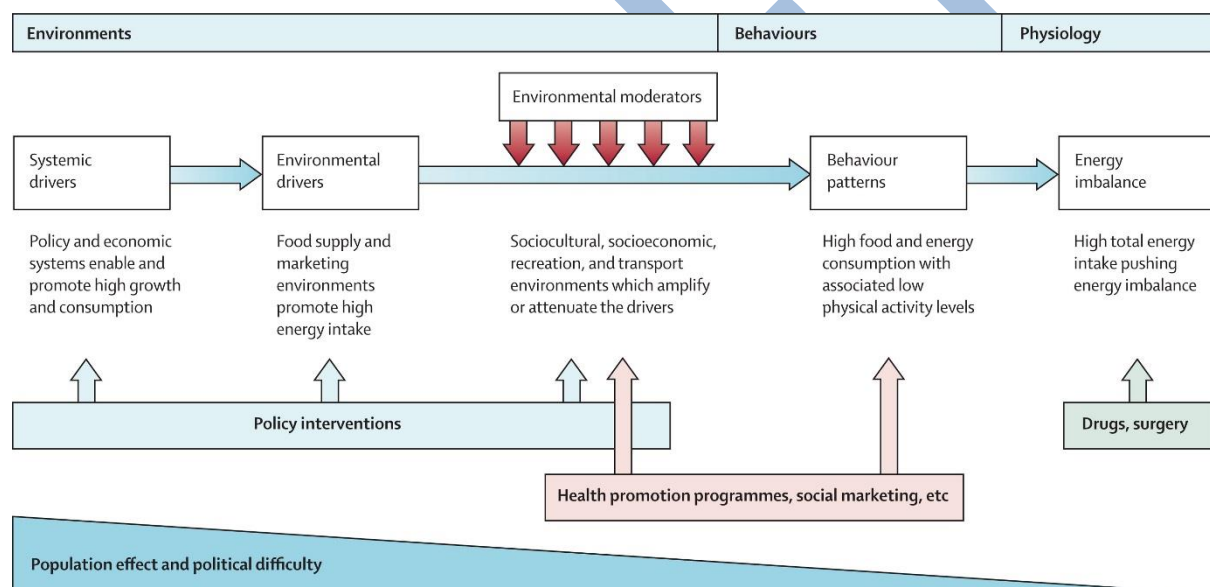 Environments
Behaviours
Physiology
Environmental moderators
Systemic
drivers
Environmental
drivers
Behaviour
patterns
Energy
imbalance
Policy and economic
systems enable and
promote high growth
and consumption
Food supply and
marketing
environments
promote high
energy intake
Sociocultural, socioeconomic,
recreation, and transport
environments which amplify
or attenuate the drivers
High food and energy
consumption with
associated low
physical activity levels
High total energy
intake pushing
energy imbalance
Policy interventions
Drugs, surgery
Health promotion programmes, social marketing, etc
Population effect and political difficulty